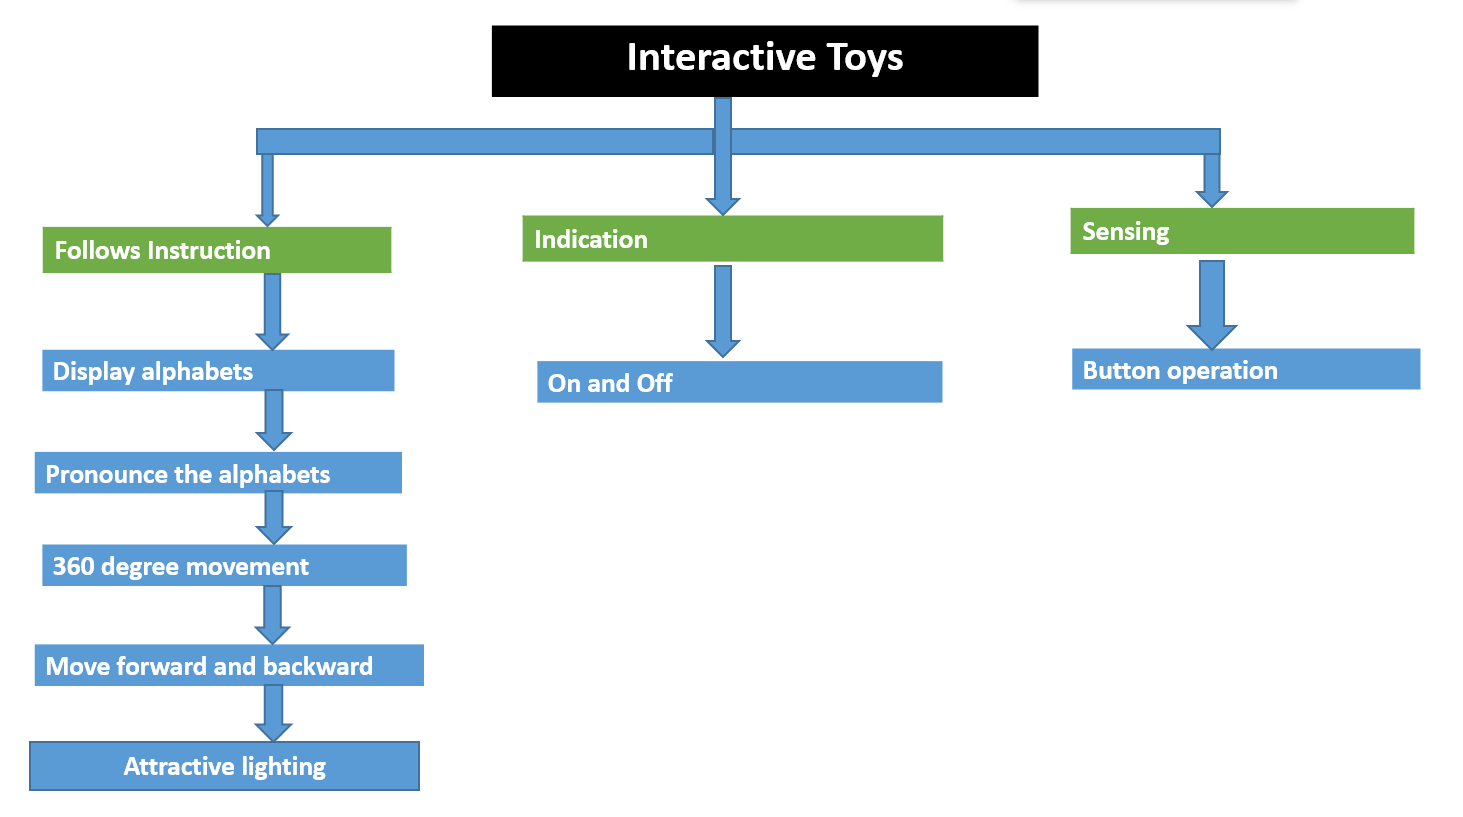 Interactive Toys
Follows Instruction
Indication
Sensing
Display alphabets
On and Off
Button operation
Pronounce the alphabets
360 degree movement
Move forward and backward
Attractive lighting